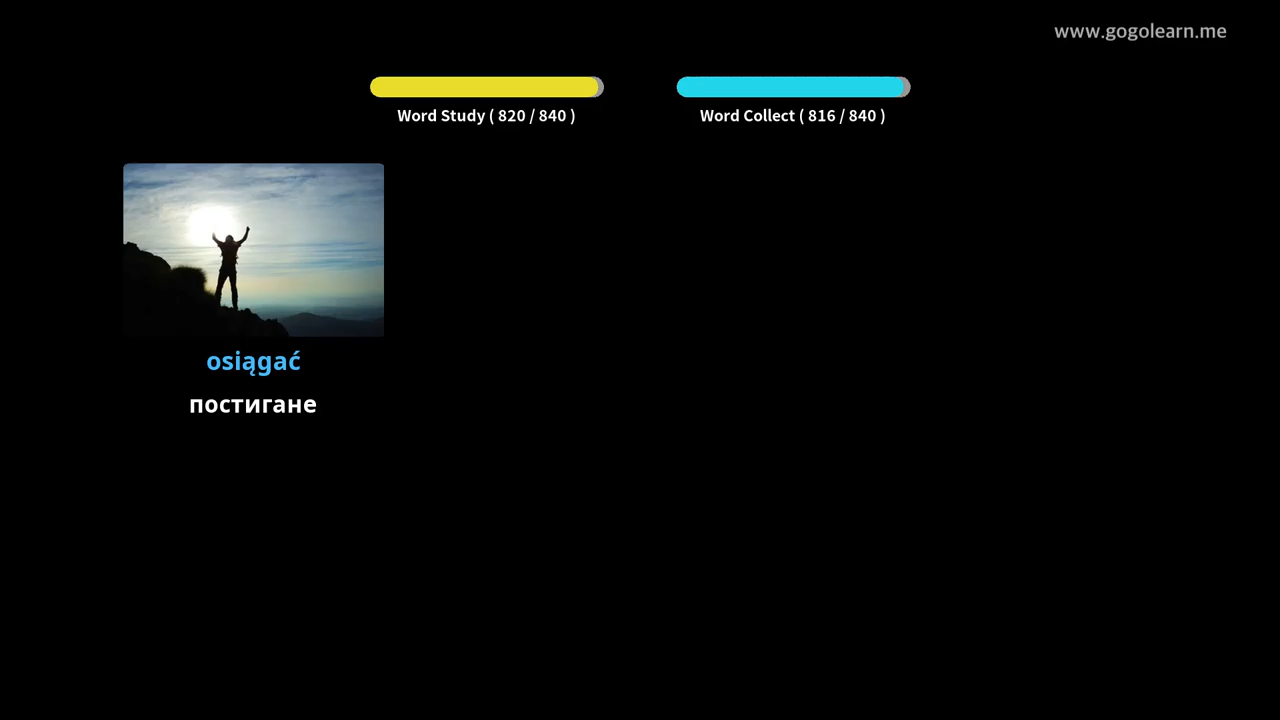 www.gogolearn.me
Word Study ( 820 / 840 )
Word Collect ( 816 / 840 )
osiągać
постигане